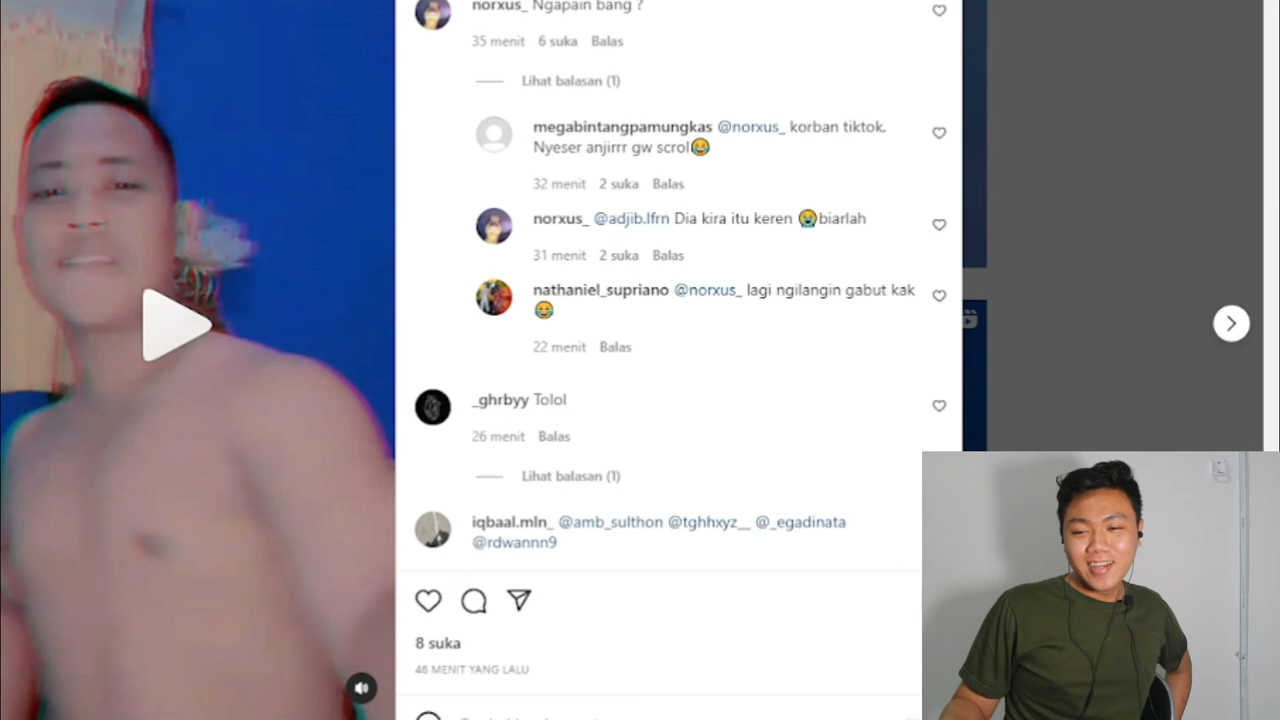 norxus_ Ngapain bang ?
35 menit 6 suka Balas
Lihat balasan (1)
megabintangpamungkas @norxus_ korban tiktok.
Nyeser anjirrr gw scrol😂
32 menit 2 suka Balas
norxus_ @adjib.lfrn Dia kira itu keren 😭biarlah
31 menit 2 suka Balas
nathaniel_supriano @norxus_ lagi ngilangin gabut kak
😂
22 menit Balas
_ghrbyy Tolol
26 menit Balas
Lihat balasan (1)
iqbaal.mln_ @amb_sulthon @tghhxyz__ @_egadinata
@rdwannn9
8 suka
46 MENIT YANG LALU